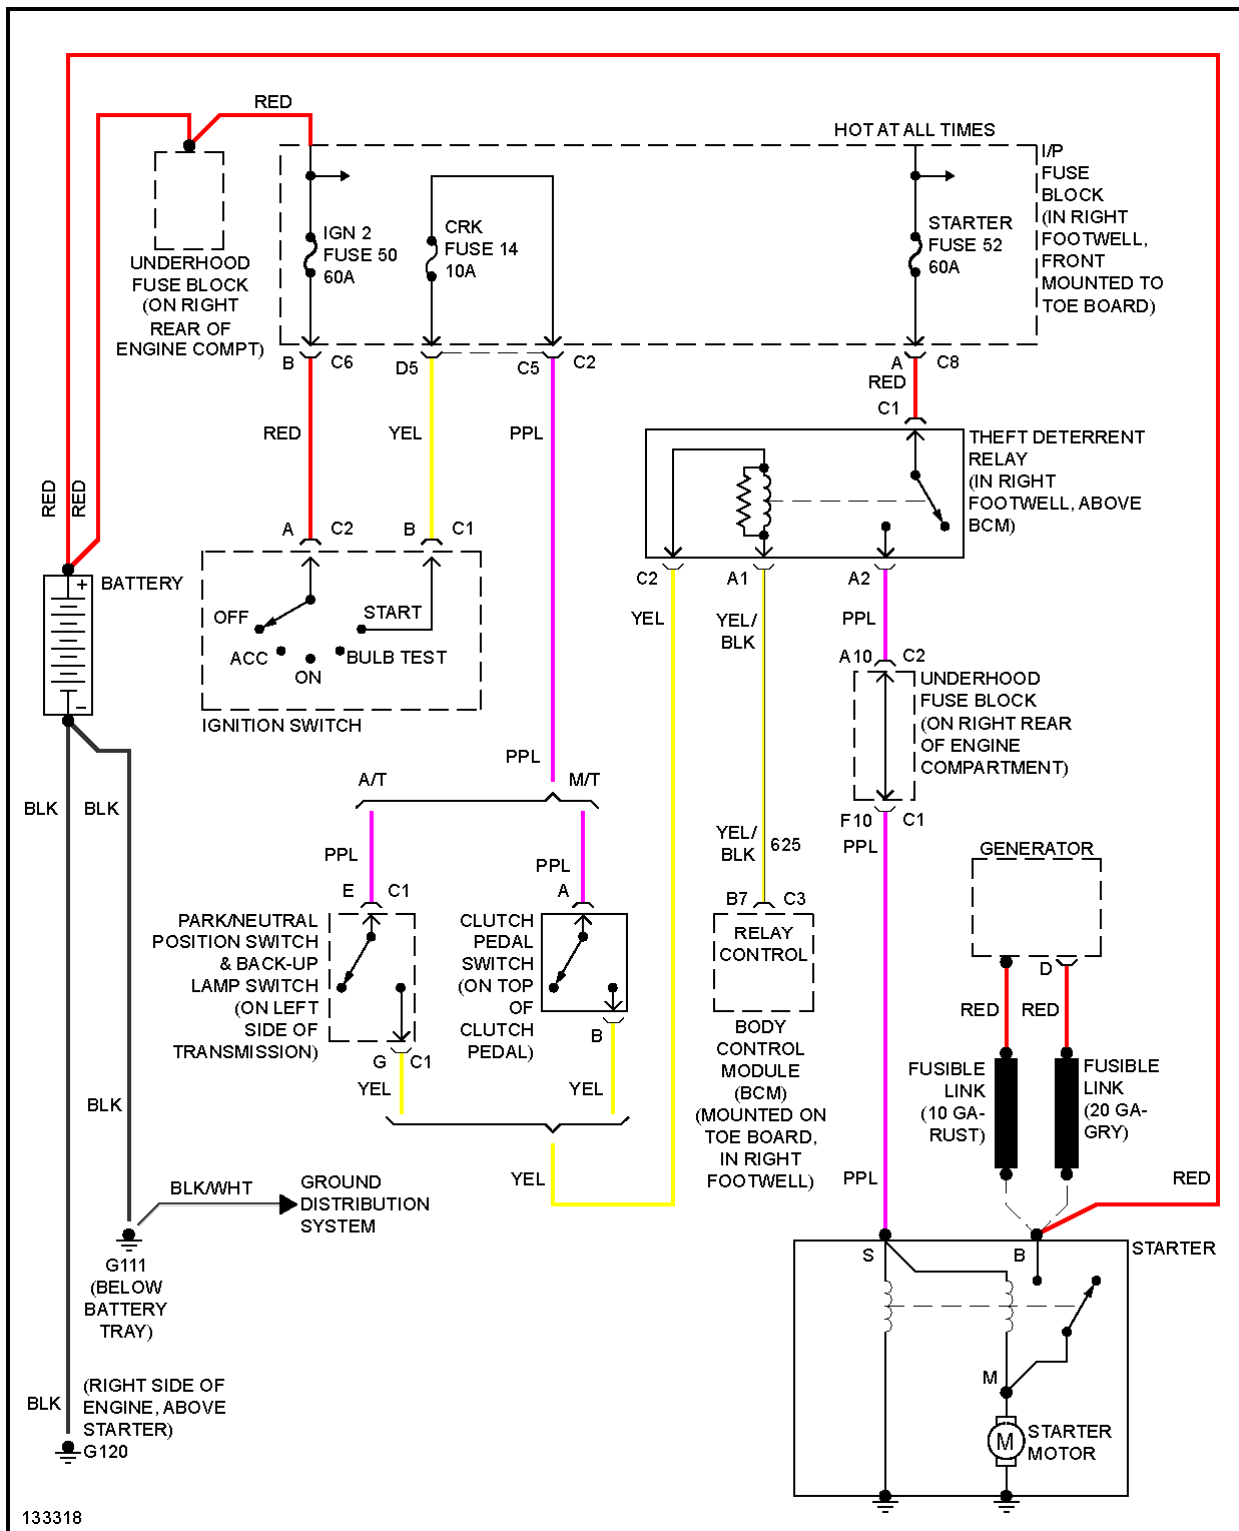 RED
HOT AT ALL TIMES
I/P
FUSE
BLOCK
(IN RIGHT
FOOTWELL,
FRONT
MOUNTED TO
TOE BOARD)
IGN 2
FUSE 50
60A
CRK
FUSE 14
10A
STARTER
FUSE 52
60A
UNDERHOOD
FUSE BLOCK
(ON RIGHT
REAR OF
ENGINE COMPT)
B
C6
D5
C5
C2
A
C8
RED
C1
RED
YEL
PPL
THEFT DETERRENT
RELAY
(IN RIGHT
FOOTWELL, ABOVE
BCM)
RED
RED
A
C2
B
C1
+
BATTERY
−
OFF
START
ACC
ON
BULB TEST
IGNITION SWITCH
C2
A1
A2
YEL
YEL/
BLK
PPL
A10
C2
UNDERHOOD
FUSE BLOCK
(ON RIGHT REAR
OF ENGINE
COMPARTMENT)
F10
C1
PPL
BLK
BLK
PPL
A/T
M/T
PPL
PPL
E
C1
A
YEL/
BLK
625
B7
C3
RELAY
CONTROL
GENERATOR
D
PARK/NEUTRAL
POSITION SWITCH
& BACK-UP
LAMP SWITCH
(ON LEFT
SIDE OF
TRANSMISSION)
CLUTCH
PEDAL
SWITCH
(ON TOP
OF
CLUTCH
PEDAL)
G
C1
B
YEL
YEL
BODY
CONTROL
MODULE
(BCM)
(MOUNTED ON
TOE BOARD,
IN RIGHT
FOOTWELL)
RED
RED
FUSIBLE
LINK
(10 GA-
RUST)
FUSIBLE
LINK
(20 GA-
GRY)
BLK
BLK/WHT
GROUND
DISTRIBUTION
SYSTEM
YEL
PPL
RED
G111
(BELOW
BATTERY
TRAY)
S
B
STARTER
M
M
STARTER
MOTOR
BLK
(RIGHT SIDE OF
ENGINE, ABOVE
STARTER)
G120
133318